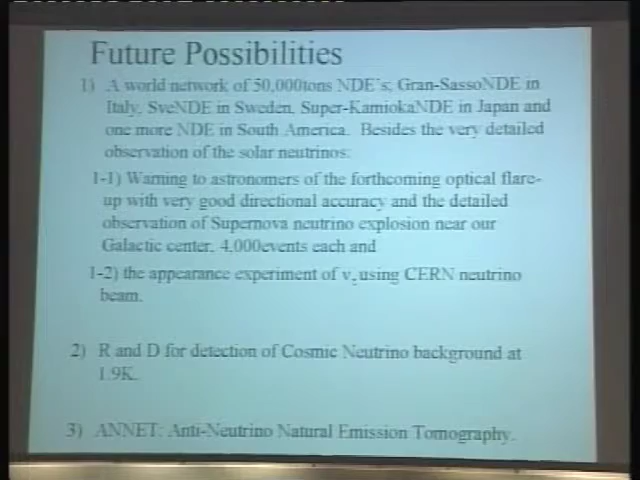 Future Possibilities
1) A world network of 50,000tons NDE's; Gran-SassoNDE in
Italy, SveNDE in Sweden, Super-KamiokaNDE in Japan and
one more NDE in South America. Besides the very detailed
observation of the solar neutrinos:
1-1) Warning to astronomers of the forthcoming optical flare-
up with very good directional accuracy and the detailed
observation of Supernova neutrino explosion near our
Galactic center, 4,000events each and
1-2) the appearance experiment of using CERN neutrino
beam.
2) R and D for detection of Cosmic Neutrino background at
1.9K.
3) ANNET: Anti-Neutrino Natural Emission Tomography.